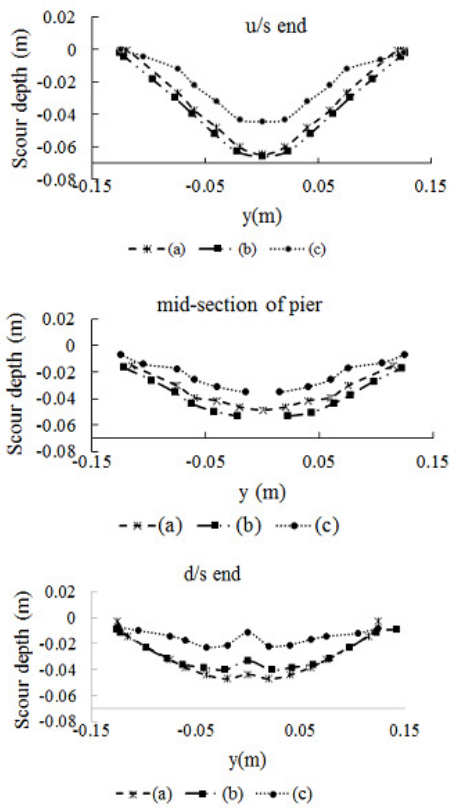 u/s end
0.02
0
-0.02
-0.04
-0.06
-0.08
Scour depth (m)
-0.15 -0.05 0.05 0.15
y(m)
(a) (b) (c)
mid-section of pier
0.02
0
-0.02
-0.04
-0.06
-0.08
Scour depth (m)
-0.15 -0.05 0.05 0.15
y (m)
(a) (b) (c)
d/s end
0.02
0
-0.02
-0.04
-0.06
-0.08
Scour depth (m)
-0.15 -0.05 0.05 0.15
y(m)
(a) (b) (c)